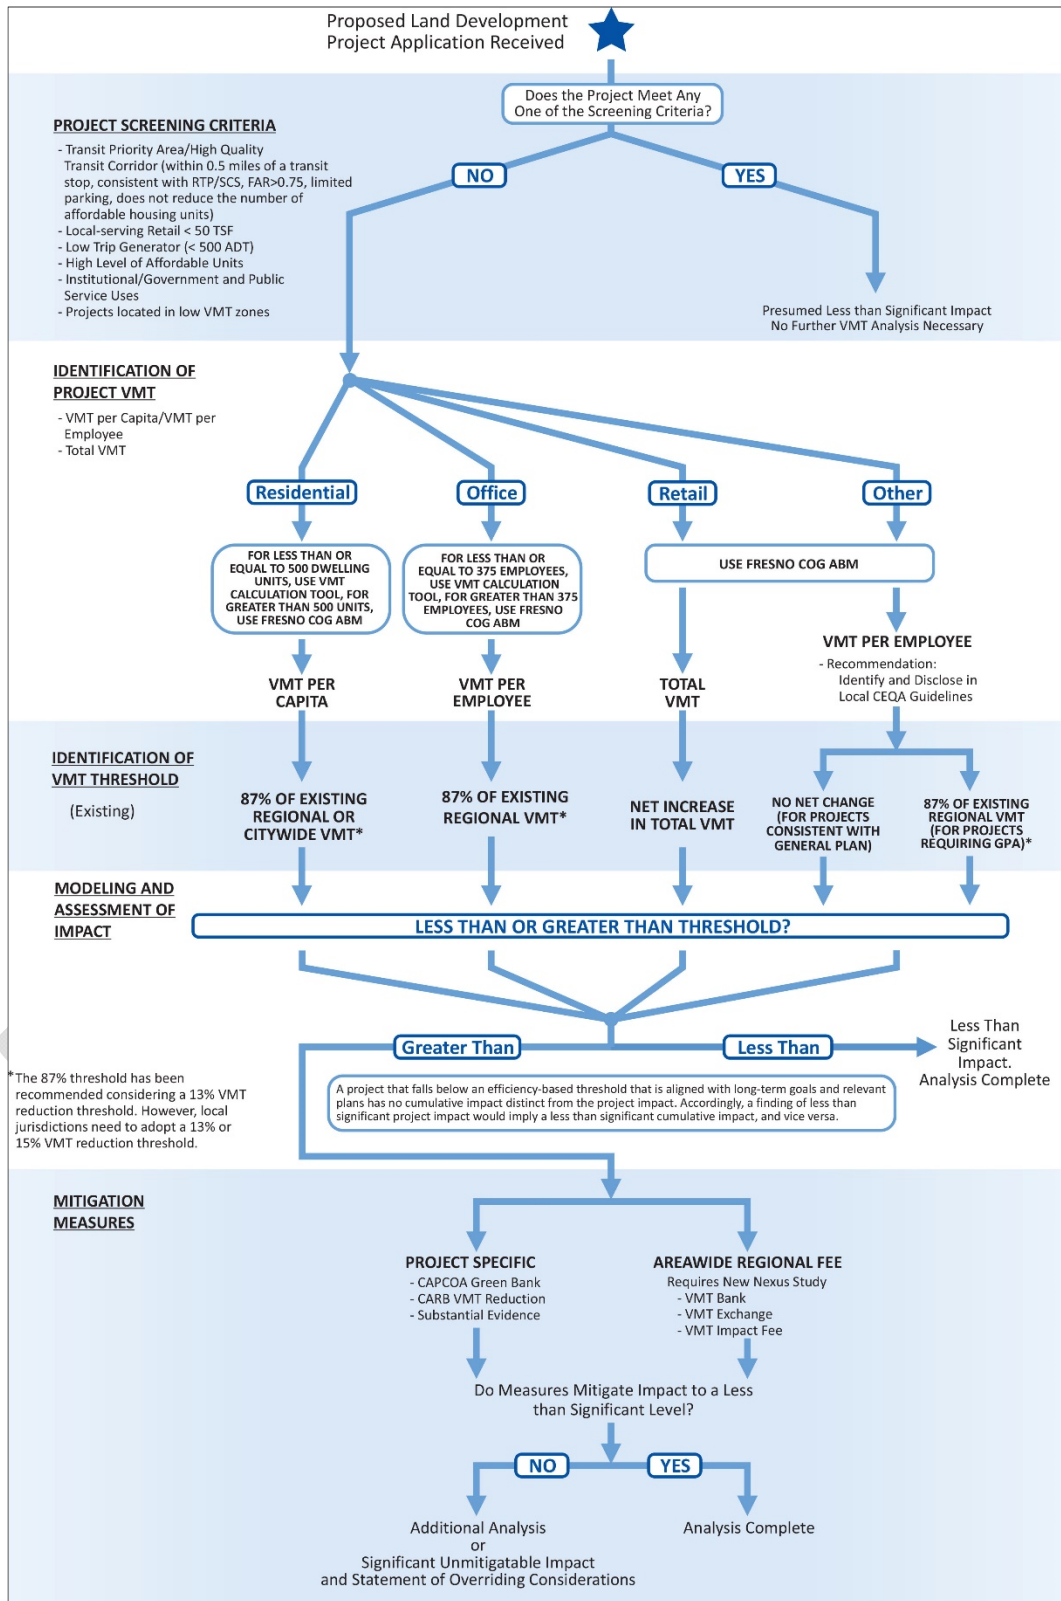 Proposed Land Development
Project Application Received
Does the Project Meet Any
One of the Screening Criteria?
PROJECT SCREENING CRITERIA
- Transit Priority Area/High Quality
Transit Corridor (within 0.5 miles of a transit
stop, consistent with RTP/SCS, FAR>0.75, limited
parking, does not reduce the number of
affordable housing units)
- Local-serving Retail < 50 TSF
- Low Trip Generator (< 500 ADT)
- High Level of Affordable Units
- Institutional/Government and Public
Service Uses
- Projects located in low VMT zones
NO
YES
Presumed Less than Significant Impact
No Further VMT Analysis Necessary
IDENTIFICATION OF
PROJECT VMT
- VMT per Capita/VMT per
Employee
- Total VMT
Residential
Office
Retail
Other
FOR LESS THAN OR
EQUAL TO 500 DWELLING
UNITS, USE VMT
CALCULATION TOOL, FOR
GREATER THAN 500 UNITS,
USE FRESNO COG ABM
FOR LESS THAN OR
EQUAL TO 375 EMPLOYEES,
USE VMT CALCULATION
TOOL, FOR GREATER THAN 375
EMPLOYEES, USE FRESNO
COG ABM
USE FRESNO COG ABM
VMT PER
CAPITA
VMT PER
EMPLOYEE
TOTAL
VMT
VMT PER EMPLOYEE
- Recommendation:
Identify and Disclose in
Local CEQA Guidelines
IDENTIFICATION OF
VMT THRESHOLD
(Existing)
87% OF EXISTING
REGIONAL OR
CITYWIDE VMT*
87% OF EXISTING
REGIONAL VMT*
NET INCREASE
IN TOTAL VMT
NO NET CHANGE
(FOR PROJECTS
CONSISTENT WITH
GENERAL PLAN)
87% OF EXISTING
REGIONAL VMT
(FOR PROJECTS
REQUIRING GPA)*
MODELING AND
ASSESSMENT OF
IMPACT
LESS THAN OR GREATER THAN THRESHOLD?
Greater Than
Less Than
Less Than
Significant
Impact.
Analysis Complete
*The 87% threshold has been
recommended considering a 13% VMT
reduction threshold. However, local
jurisdictions need to adopt a 13% or
15% VMT reduction threshold.
A project that falls below an efficiency-based threshold that is aligned with long-term goals and relevant
plans has no cumulative impact distinct from the project impact. Accordingly, a finding of less than
significant project impact would imply a less than significant cumulative impact, and vice versa.
MITIGATION
MEASURES
PROJECT SPECIFIC
- CAPCOA Green Bank
- CARB VMT Reduction
- Substantial Evidence
AREAWIDE REGIONAL FEE
Requires New Nexus Study
- VMT Bank
- VMT Exchange
- VMT Impact Fee
Do Measures Mitigate Impact to a Less
than Significant Level?
NO
YES
Additional Analysis
or
Significant Unmitigatable Impact
and Statement of Overriding Considerations
Analysis Complete